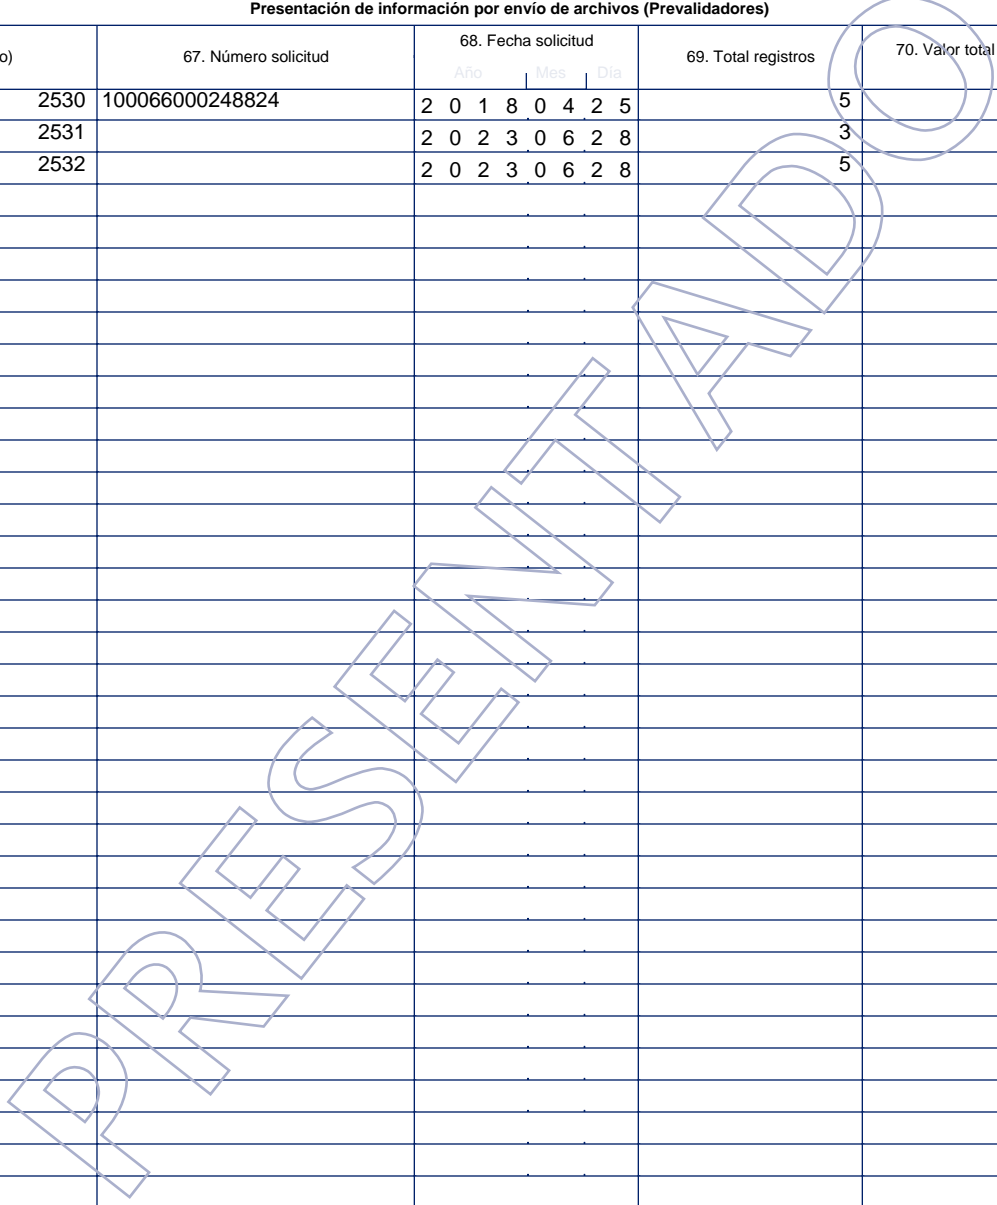 Presentación de información por envío de archivos (Prevalidadores)
o) 67. Número solicitud 68. Fecha solicitud 69. Total registros 70. Valor total
Año Mes Día
2530 100066000248824 2 0 1 8 0 4 2 5 5
2531 2 0 2 3 0 6 2 8 3
2532 2 0 2 3 0 6 2 8 5
PRESENTADO